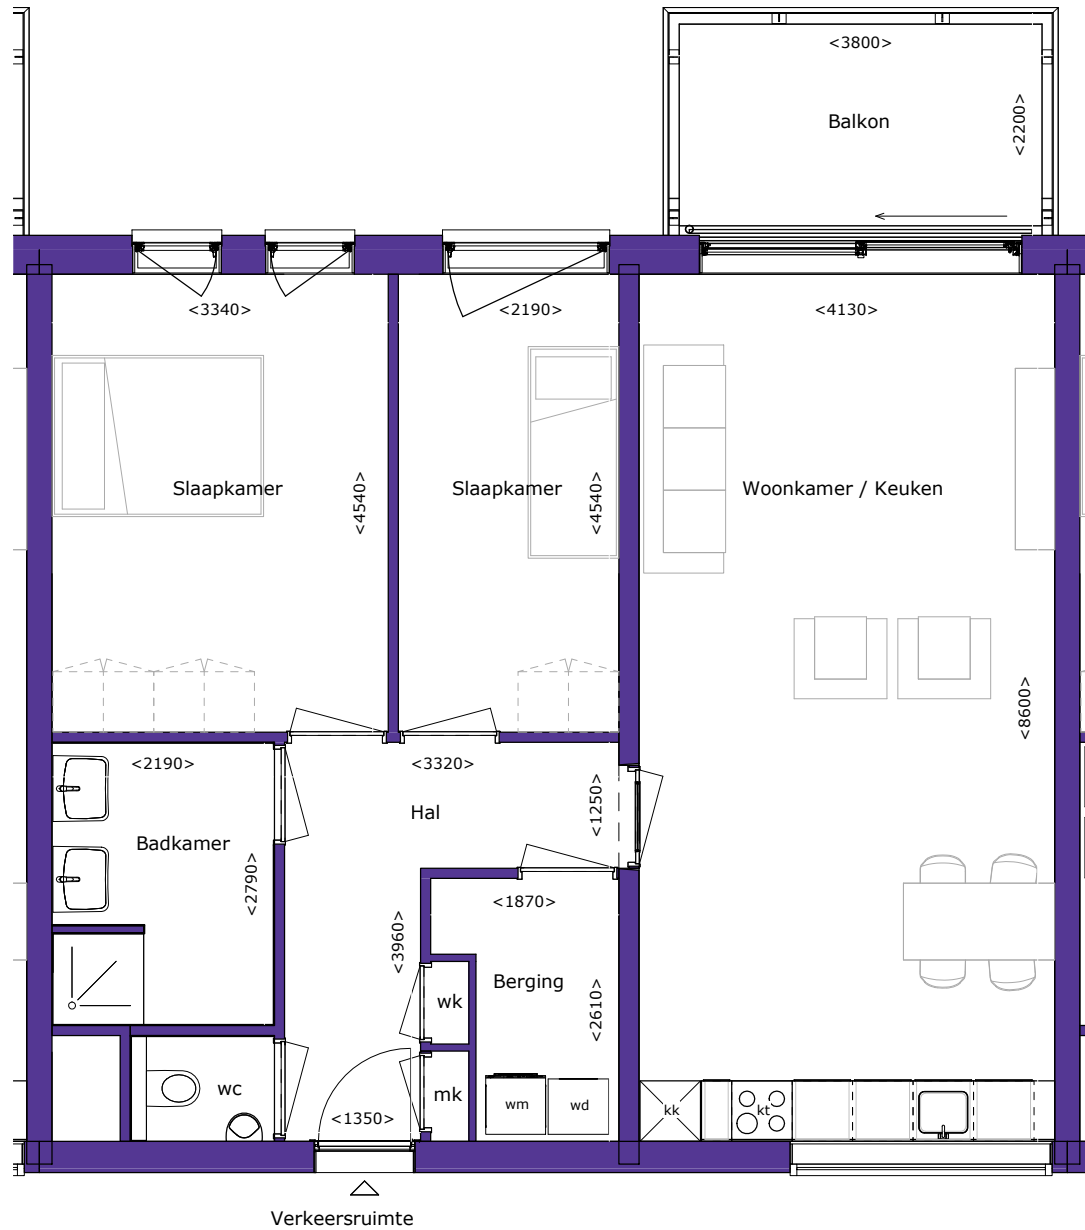 <3800>
Balkon
<2200>
<3340>
<2190>
<4130>
Slaapkamer
<4540>
Slaapkamer
<4540>
Woonkamer / Keuken
<8600>
<2190>
<3320>
Hal
<1250>
Badkamer
<2790>
<1870>
<3960>
Berging
<2610>
wk
wc
mk
wm
wd
kk
kt
<1350>
Verkeersruimte